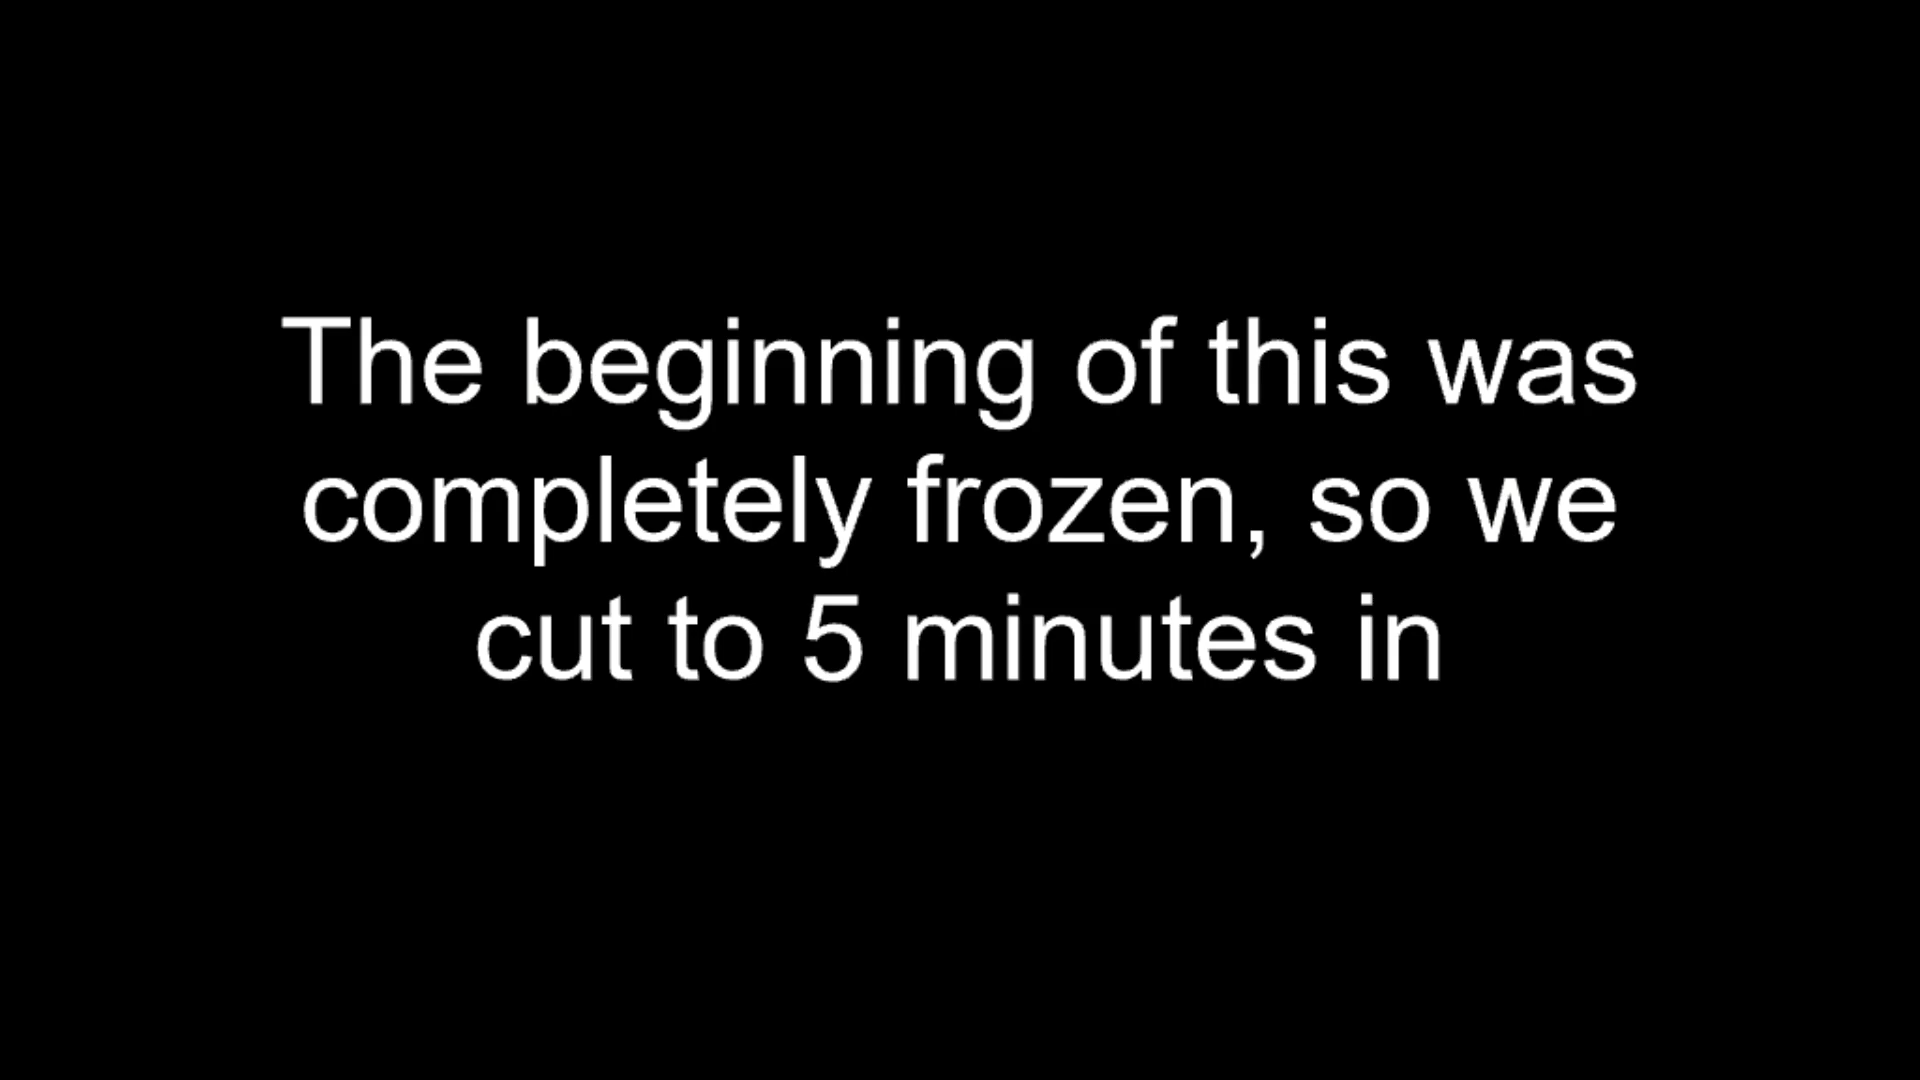 The beginning of this was
completely frozen, so we
cut to 5 minutes in